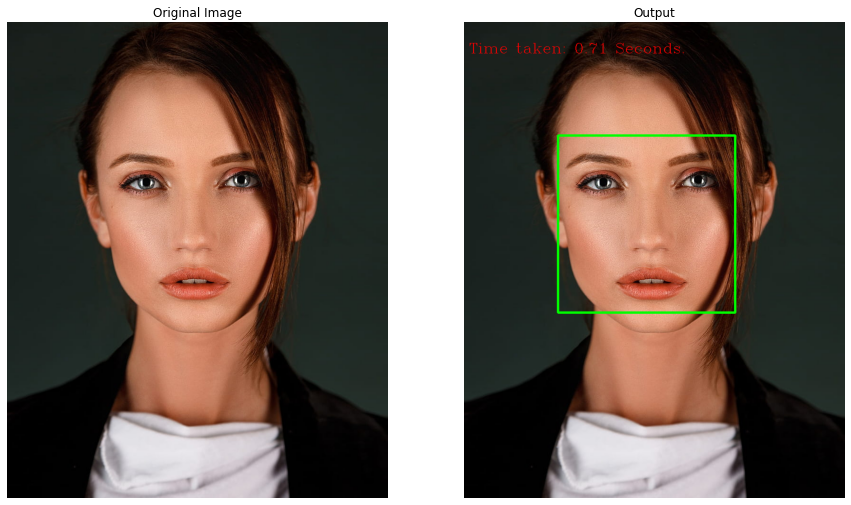 Original Image
Output
Time taken: 0.71 Seconds.